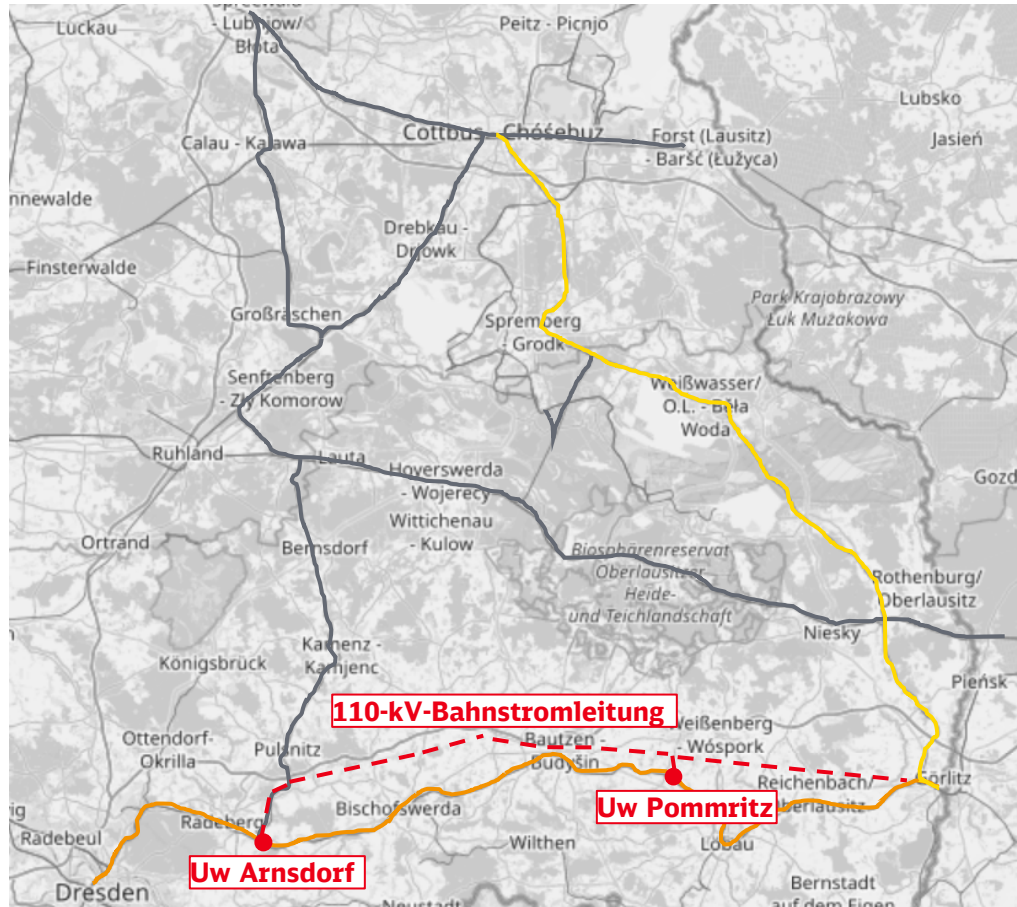 Spreewald
- Lubnjow/
Błota
Luckau
Peitz - Picnjo
Lubsko
Cottbus - Chóśebuz
Forst (Lausitz)
- Baršć (Łužyca)
Jasień
Calau - Kalawa
nnewalde
Drebkau -
Drjowk
Finsterwalde
Park Krajobrazowy
Łuk Mużakowa
Großräschen
Spremberg
- Grodk
Senftenberg
- Zły Komorow
Weißwasser/
O.L. - Běła
Woda
Ruhland
Lauta
Hoyerswerda
- Wojerecy
Gozd
Wittichenau
- Kulow
Ortrand
Bernsdorf
Biosphärenreservat
Oberlausitzer
Heide-
und Teichlandschaft
Rothenburg/
Oberlausitz
Niesky
Kamenz -
Kamjenc
Königsbrück
Pieńsk
110-kV-Bahnstromleitung
Ottendorf-
Okrilla
Pulsnitz
Bautzen -
Budyšin
Weißenberg
- Wóspork
Görlitz
Reichenbach/
Oberlausitz
Uw Pommritz
Bischofswerda
Radeberg
Radebeul
Wilthen
Löbau
Uw Arnsdorf
Dresden
Bernstadt
auf dem Eigen
Neustadt